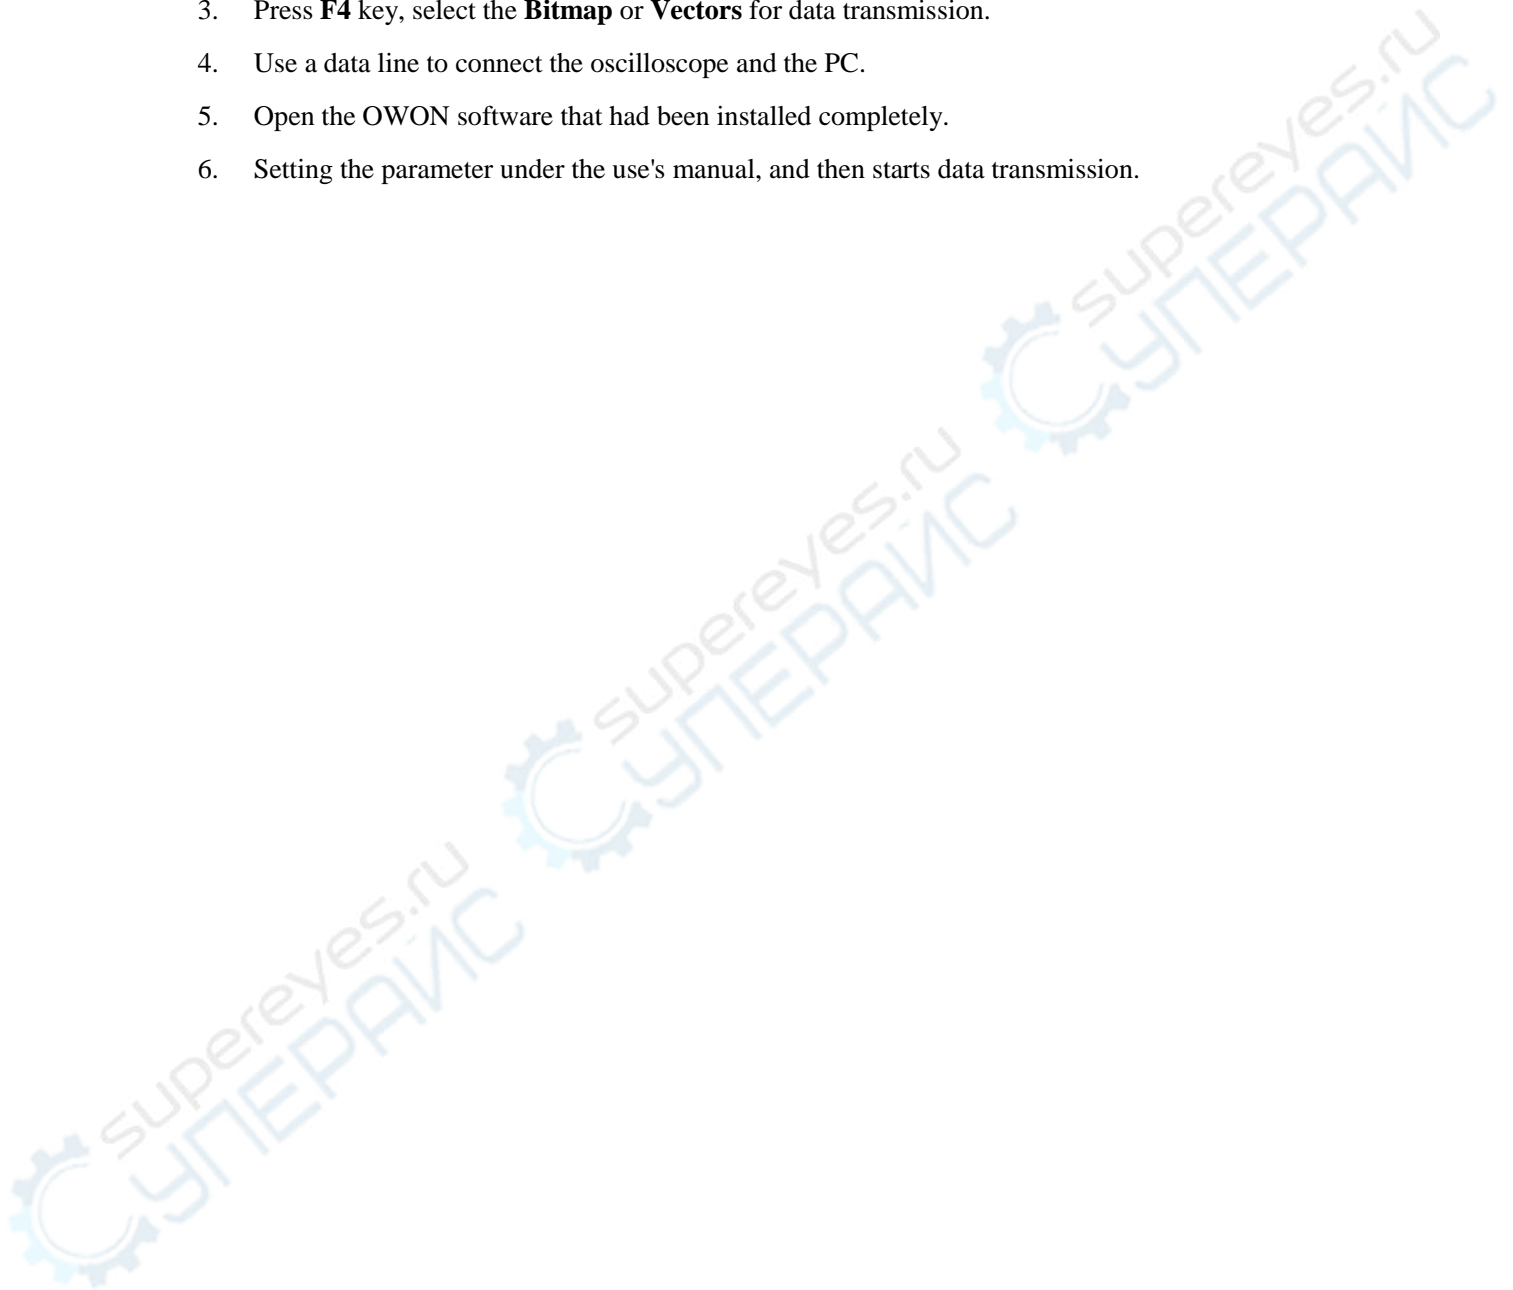 3. Press F4 key, select the Bitmap or Vectors for data transmission.
4. Use a data line to connect the oscilloscope and the PC.
5. Open the OWON software that had been installed completely.
6. Setting the parameter under the use's manual, and then starts data transmission.
supereyes.ru
СУПЕРАЙС
supereyes.ru
СУПЕРАЙС
supereyes.ru
СУПЕРАЙС